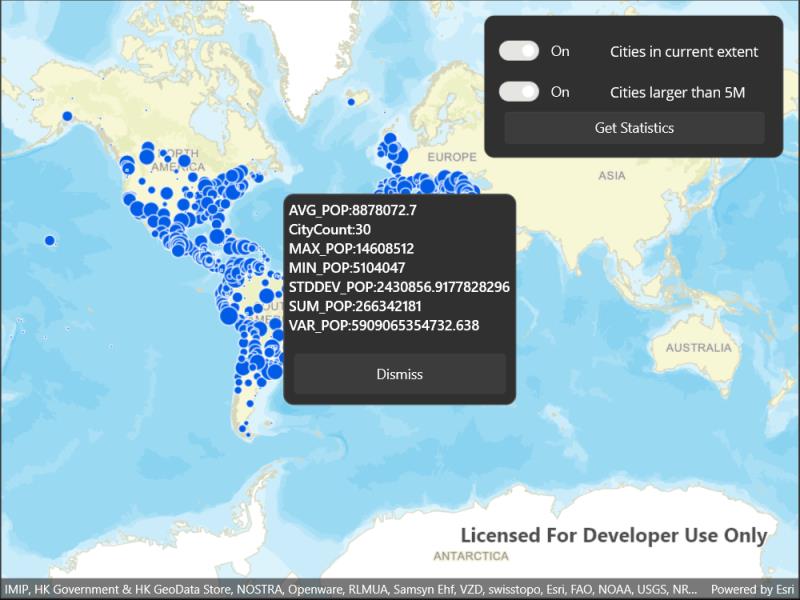 On Cities in current extent
On Cities larger than 5M
Get Statistics
NORTH
AMERICA
EUROPE
ASIA
AVG_POP:8878072.7
CityCount:30
MAX_POP:14608512
MIN_POP:5104047
STDDEV_POP:2430856.9177828296
SUM_POP:266342181
VAR_POP:5909065354732.638
Dismiss
AUSTRALIA
Licensed For Developer Use Only
ANTARCTICA
IMIP, HK Government & HK GeoData Store, NOSTRA, Openware, RLMUA, Samsyn Ehf, VZD, swisstopo, Esri, FAO, NOAA, USGS, NR... Powered by Esri